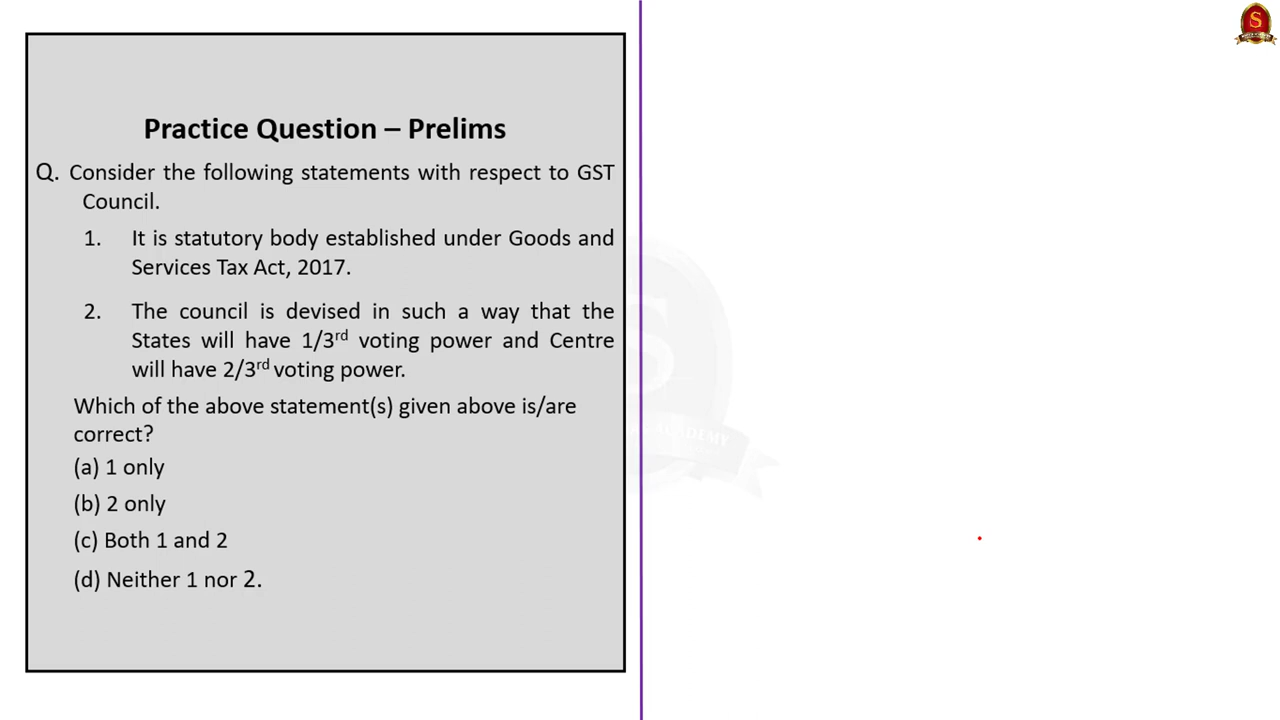 Practice Question – Prelims
Q. Consider the following statements with respect to GST
Council.
1. It is statutory body established under Goods and
Services Tax Act, 2017.
2. The council is devised in such a way that the
States will have 1/3rd voting power and Centre
will have 2/3rd voting power.
Which of the above statement(s) given above is/are
correct?
(a) 1 only
(b) 2 only
(c) Both 1 and 2
(d) Neither 1 nor 2.
S
ACADEMY